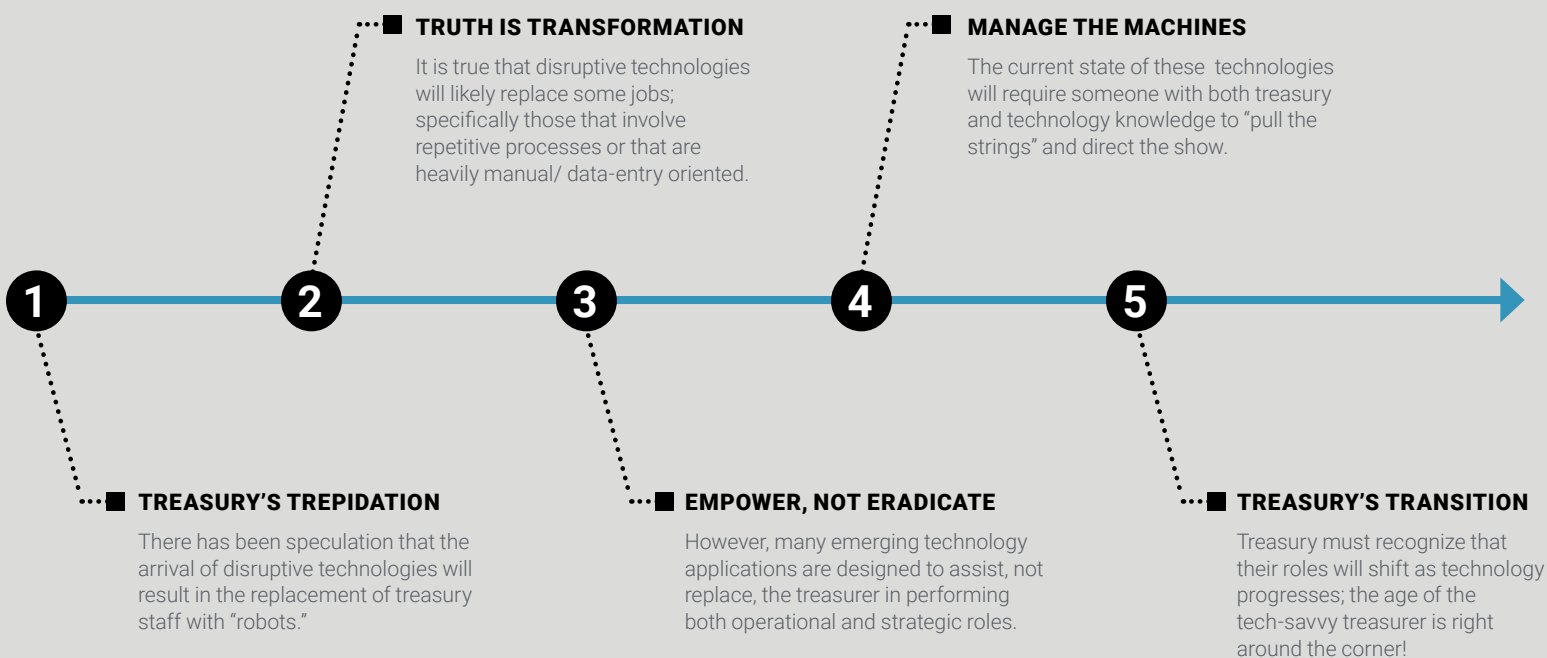 1
TREASURY’S TREPIDATION
There has been speculation that the
arrival of disruptive technologies will
result in the replacement of treasury
staff with “robots.”
2
TRUTH IS TRANSFORMATION
It is true that disruptive technologies
will likely replace some jobs;
specifically those that involve
repetitive processes or that are
heavily manual/ data-entry oriented.
3
EMPOWER, NOT ERADICATE
However, many emerging technology
applications are designed to assist, not
replace, the treasurer in performing
both operational and strategic roles.
4
MANAGE THE MACHINES
The current state of these technologies
will require someone with both treasury
and technology knowledge to “pull the
strings” and direct the show.
5
TREASURY’S TRANSITION
Treasury must recognize that
their roles will shift as technology
progresses; the age of the
tech-savvy treasurer is right
around the corner!